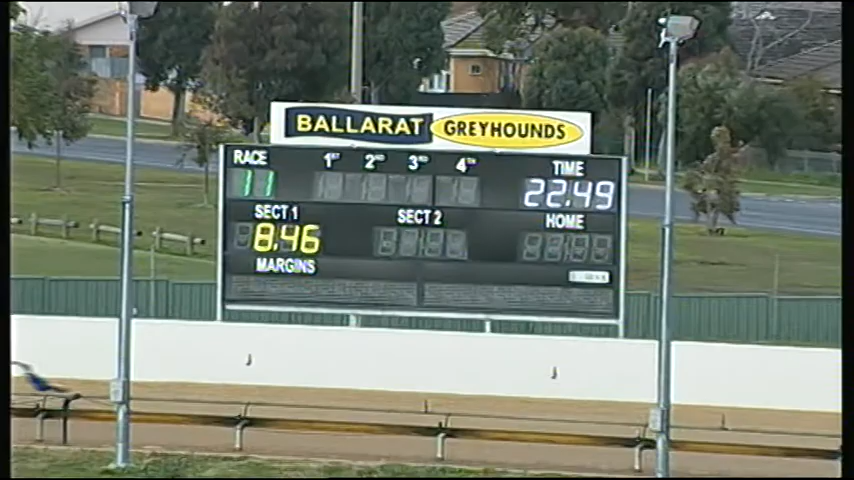 BALLARAT GREYHOUNDS
RACE 1ST 2ND 3RD 4TH TIME
11 22.49
SECT 1 SECT 2 HOME
8.46
MARGINS